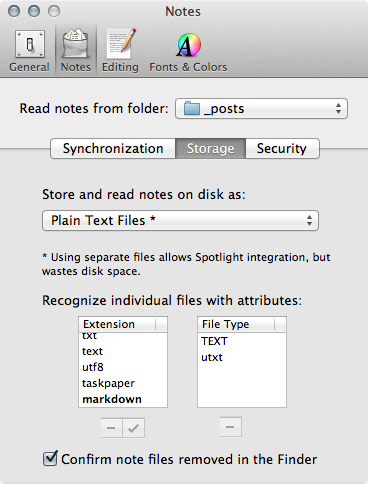 Notes
General Notes Editing Fonts & Colors
Read notes from folder: _posts
Synchronization Storage Security
Store and read notes on disk as:
Plain Text Files *
* Using separate files allows Spotlight integration, but
wastes disk space.
Recognize individual files with attributes:
Extension File Type
txt TEXT
text utxt
utf8
taskpaper
markdown
Confirm note files removed in the Finder